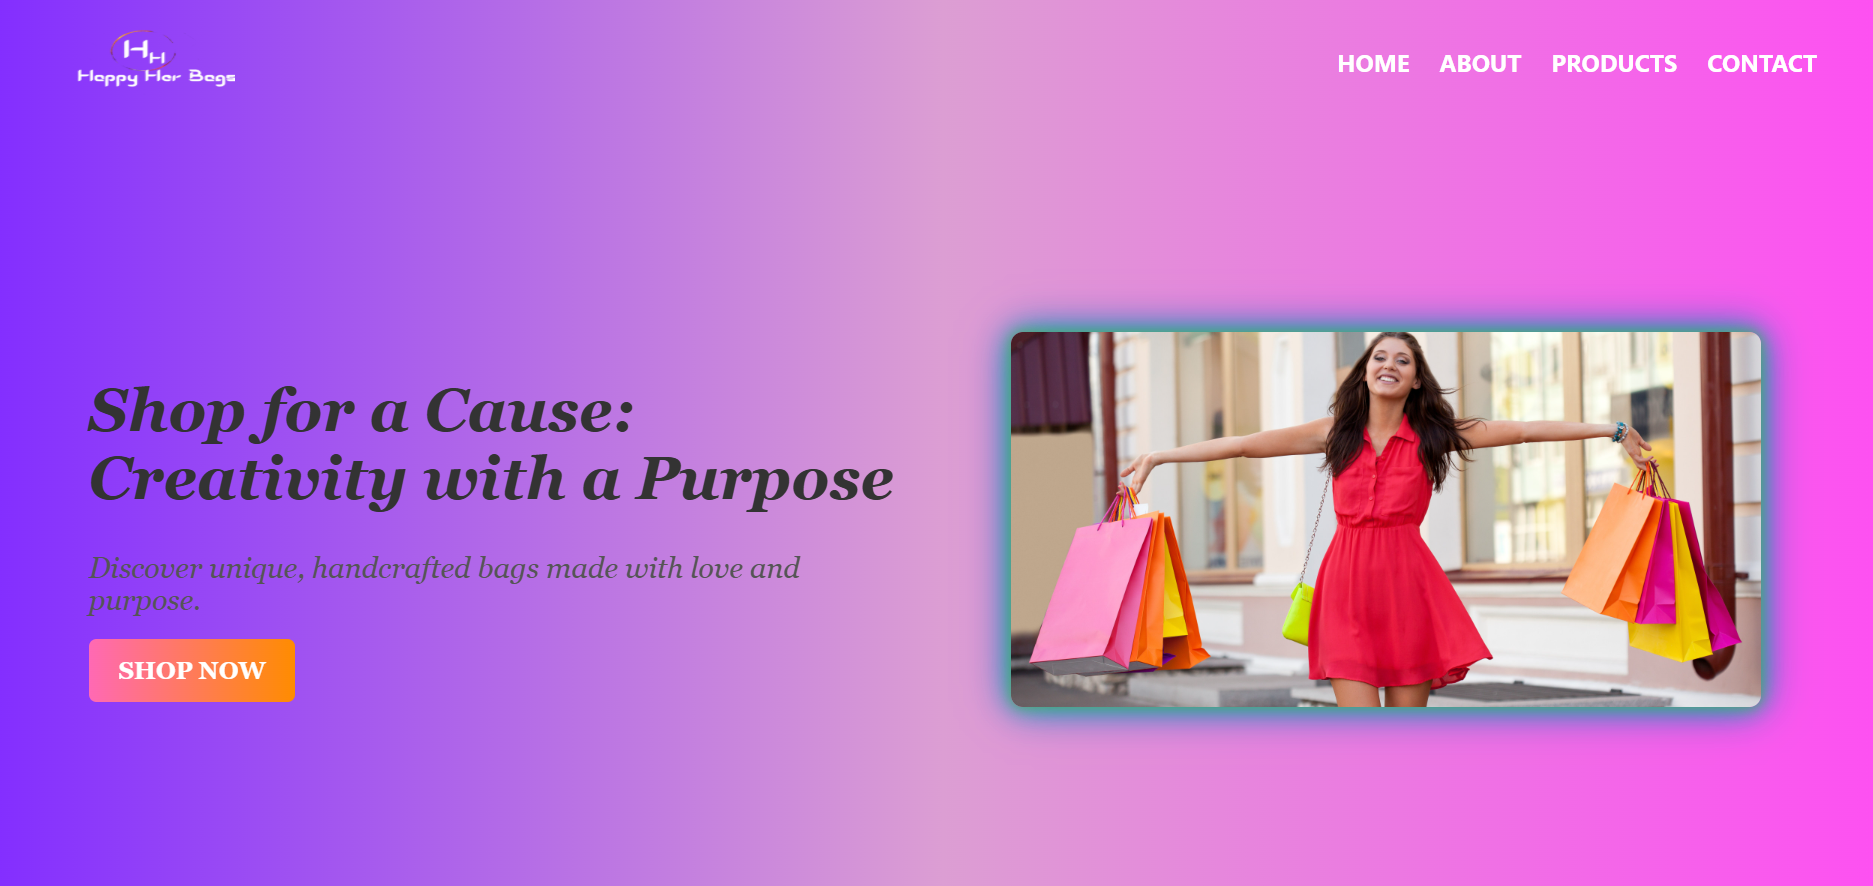 HH
Happy Her Bags
HOME ABOUT PRODUCTS CONTACT
Shop for a Cause:
Creativity with a Purpose
Discover unique, handcrafted bags made with love and
purpose.
SHOP NOW